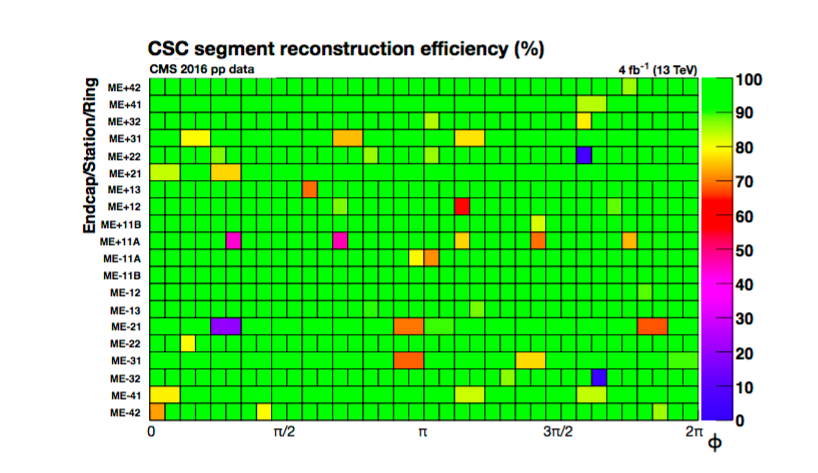 CSC segment reconstruction efficiency (%)
CMS 2016 pp data
4 fb⁻¹ (13 TeV)
Endcap/Station/Ring
ME+42
ME+41
ME+32
ME+31
ME+22
ME+21
ME+13
ME+12
ME+11B
ME+11A
ME-11A
ME-11B
ME-12
ME-13
ME-21
ME-22
ME-31
ME-32
ME-41
ME-42
0
π/2
π
3π/2
2π
ϕ
100
90
80
70
60
50
40
30
20
10
0